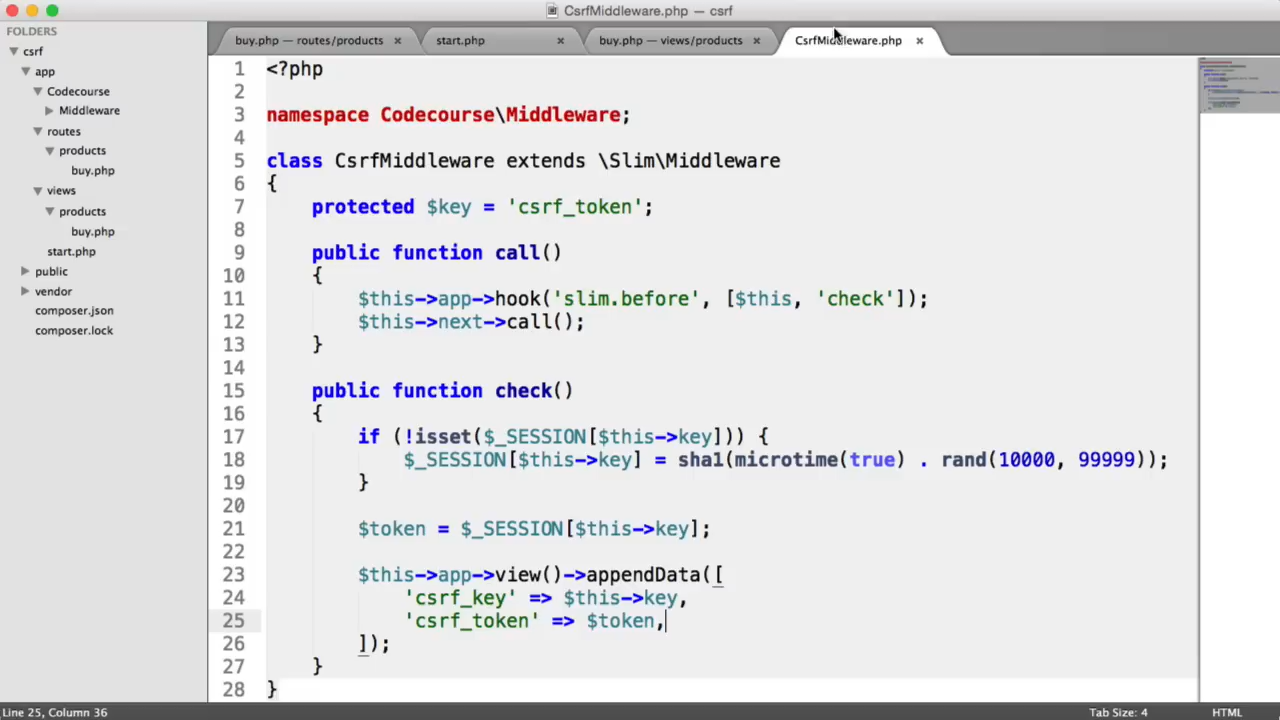 CsrfMiddleware.php — csrf
FOLDERS
csrf
app
Codecourse
Middleware
routes
products
buy.php
views
products
buy.php
start.php
public
vendor
composer.json
composer.lock
buy.php — routes/products
start.php
buy.php — views/products
CsrfMiddleware.php
1 <?php
2
3 namespace Codecourse\Middleware;
4
5 class CsrfMiddleware extends \Slim\Middleware
6 {
7     protected $key = 'csrf_token';
8
9     public function call()
10     {
11         $this->app->hook('slim.before', [$this, 'check']);
12         $this->next->call();
13     }
14
15     public function check()
16     {
17         if (!isset($_SESSION[$this->key])) {
18             $_SESSION[$this->key] = sha1(microtime(true) . rand(10000, 99999));
19         }
20
21         $token = $_SESSION[$this->key];
22
23         $this->app->view()->appendData([
24             'csrf_key' => $this->key,
25             'csrf_token' => $token,
26         ]);
27     }
28 }
Line 25, Column 36
Tab Size: 4
HTML